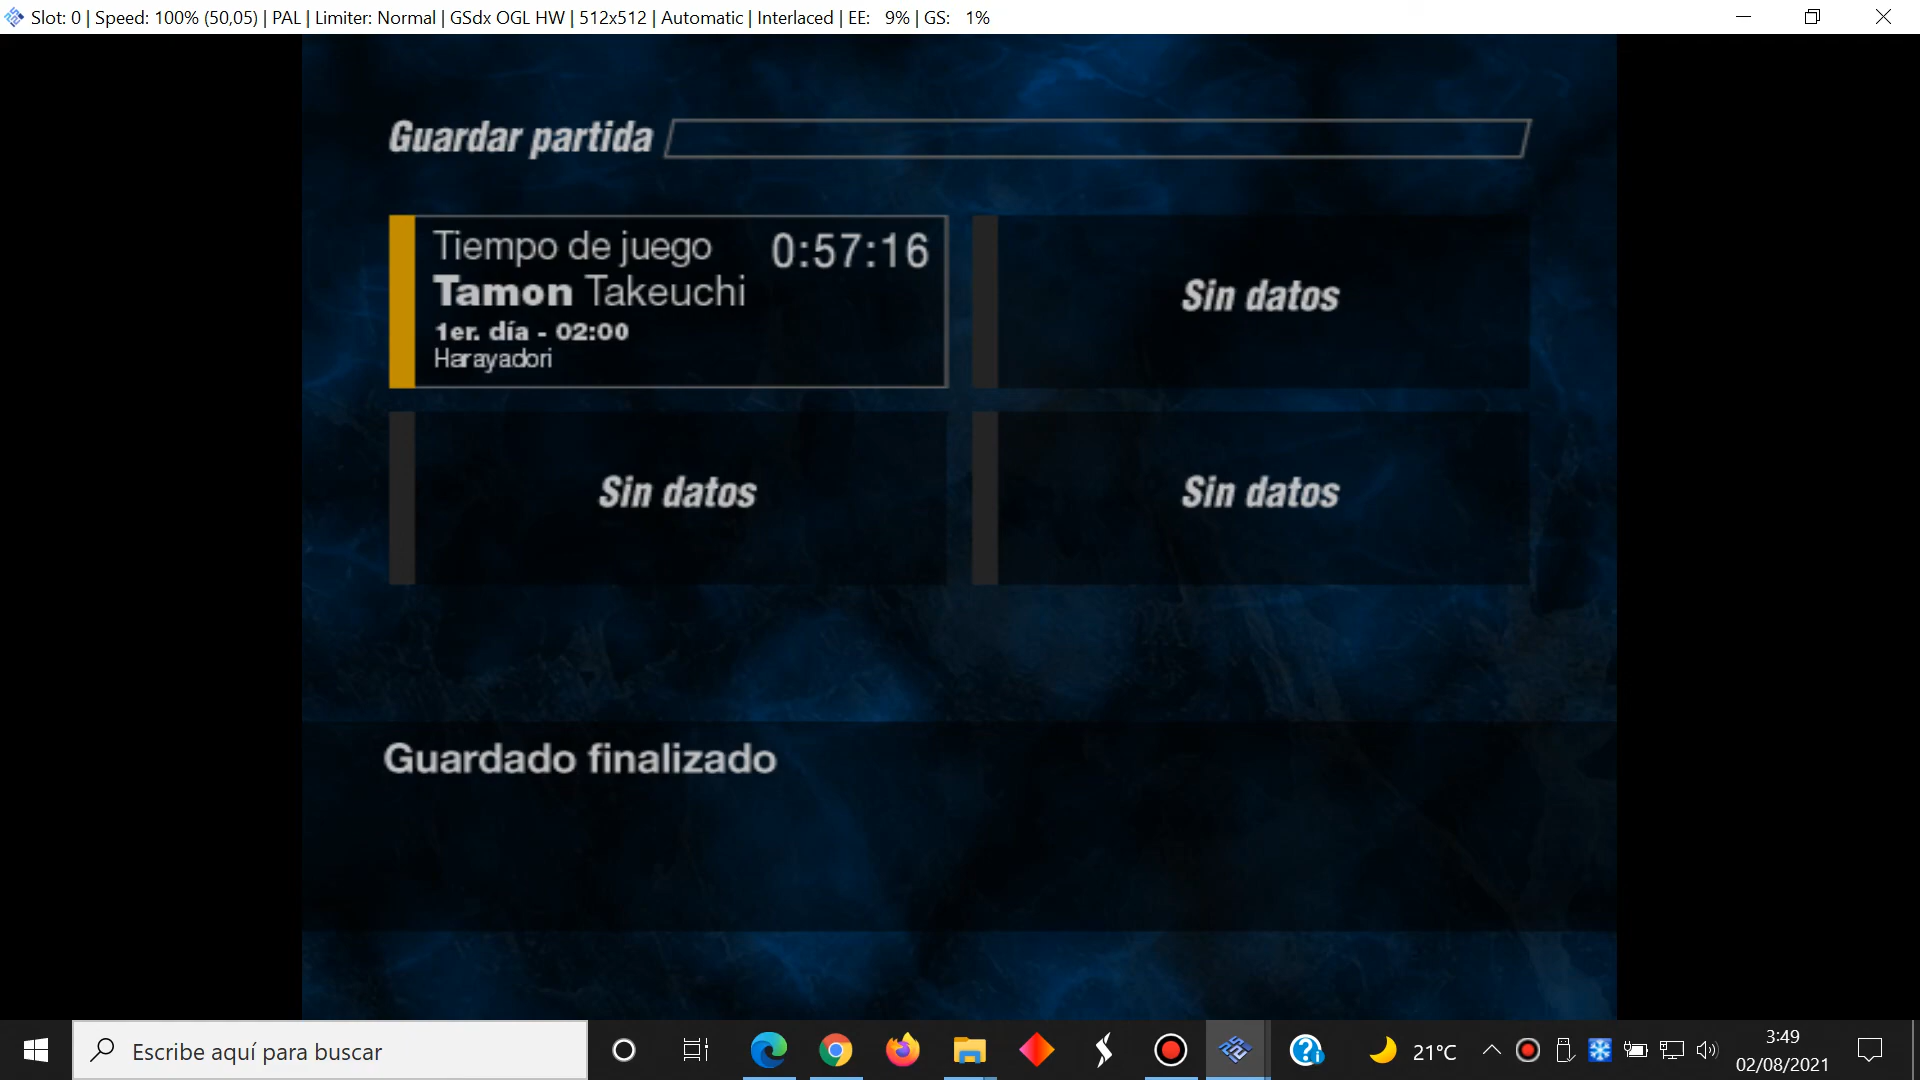 Slot: 0 | Speed: 100% (50,05) | PAL | Limiter: Normal | GSdx OGL HW | 512x512 | Automatic | Interlaced | EE: 9% | GS: 1%
Guardar partida
Tiempo de juego 0:57:16
Tamon Takeuchi
1er. día - 02:00
Harayadori
Sin datos
Sin datos
Sin datos
Guardado finalizado
Escribe aquí para buscar
21°C
3:49
02/08/2021